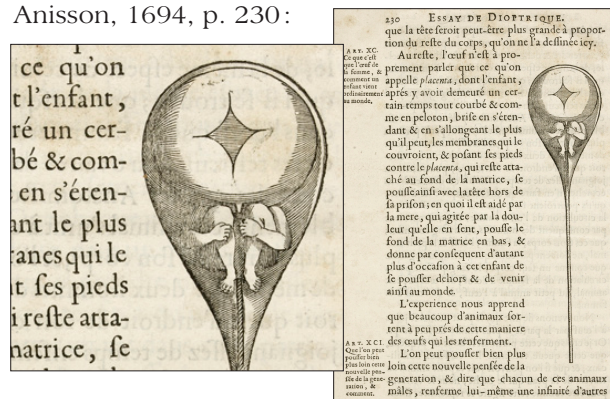 Anisson, 1694, p. 230:
ce qu'on
t l'enfant,
ré un cer-
bé & com-
en s'éten-
ant le plus
anes qui le
t ses pieds
i reste atta-
matrice, se
230 ESSAY DE DIOPTRIQUE.
que la tête seroit peut-être plus grande à propor-
tion du reste du corps, qu'on ne l'a dessinée icy.
ART. XC.
Ce que c'est
que l'œuf de
la femme, &
comment un
enfant vient
ordinairement
au monde.
Au reste, l'œuf n'est à pro-
prement parler que ce qu'on
appelle placenta, dont l'enfant,
aprés y avoir demeuré un cer-
tain temps tout courbé & com-
me en peloton, brise en s'éten-
dant & en s'allongeant le plus
qu'il peut, les membranes qui le
couvroient, & posant ses pieds
contre le placenta, qui reste atta-
ché au fond de la matrice, se
pousse ainsi avec la tête hors de
sa prison; en quoi il est aidé par
la mere, qui agitée par la dou-
leur qu'elle en sent, pousse le
fond de la matrice en bas, &
donne par consequent d'autant
plus d'occasion à cet enfant de
se pousser dehors & de venir
ainsi au monde.
L'experience nous apprend
que beaucoup d'animaux sor-
tent à peu prés de cette maniere
des œufs qui les renferment.
ART. XCI.
Que l'on peut
pousser bien
plus loin cette
nouvelle pen-
sée de la gene-
ration, &
comment.
L'on peut pousser bien plus
loin cette nouvelle pensée de la
generation, & dire que chacun de ces animaux
mâles, renferme lui-même une infinité d'autres